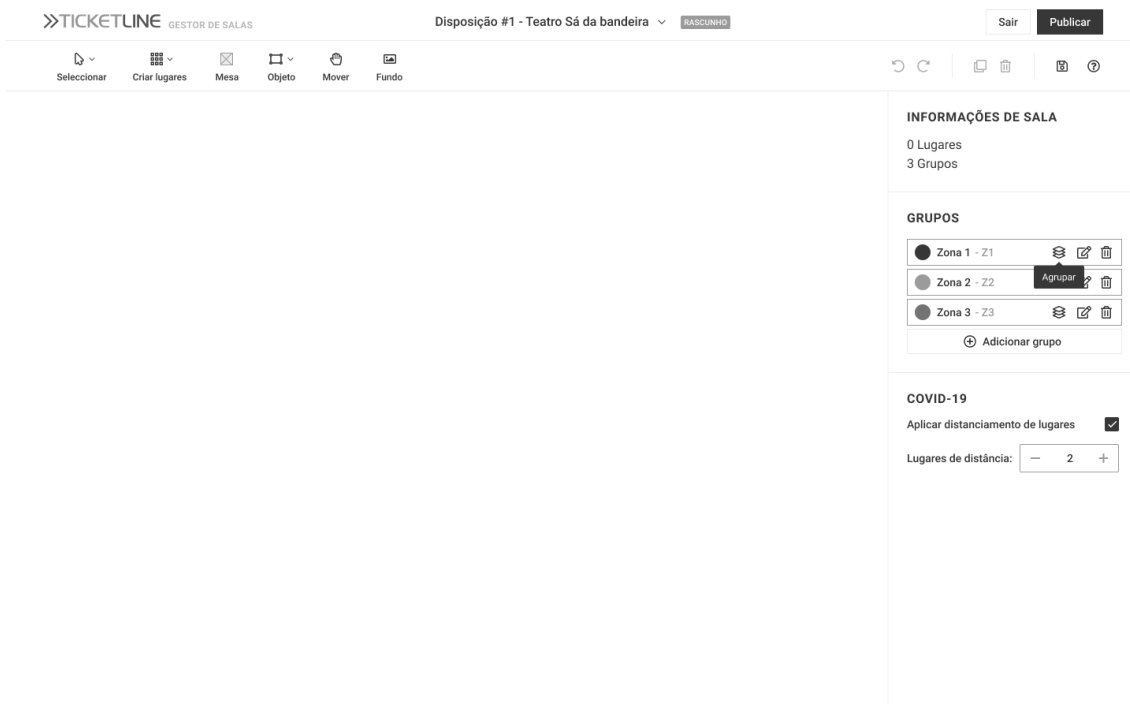 TICKETLINE GESTOR DE SALAS
Disposição #1 - Teatro Sá da bandeira
RASCUNHO
Sair
Publicar
Seleccionar
Criar lugares
Mesa
Objeto
Mover
Fundo
INFORMAÇÕES DE SALA
0 Lugares
3 Grupos
GRUPOS
Zona 1 - Z1
Agrupar
Zona 2 - Z2
Zona 3 - Z3
Adicionar grupo
COVID-19
Aplicar distanciamento de lugares
Lugares de distância: 2